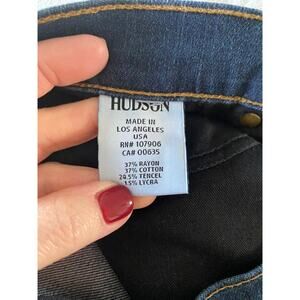 HUDSON
MADE IN
LOS ANGELES
USA
RN# 107906
CA# 00635
37% RAYON
37% COTTON
24.5% TENCEL
1.5% LYCRA